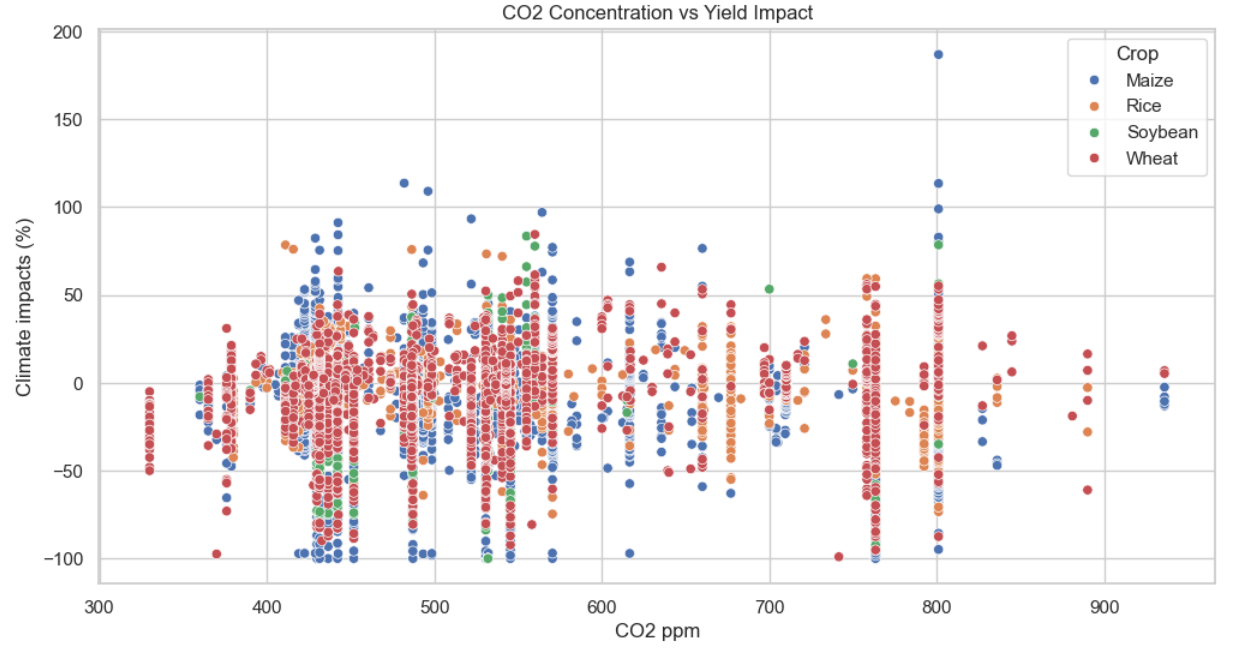 CO2 Concentration vs Yield Impact
200
150
100
50
0
−50
−100
Climate impacts (%)
Crop
Maize
Rice
Soybean
Wheat
300
400
500
600
700
800
900
CO2 ppm